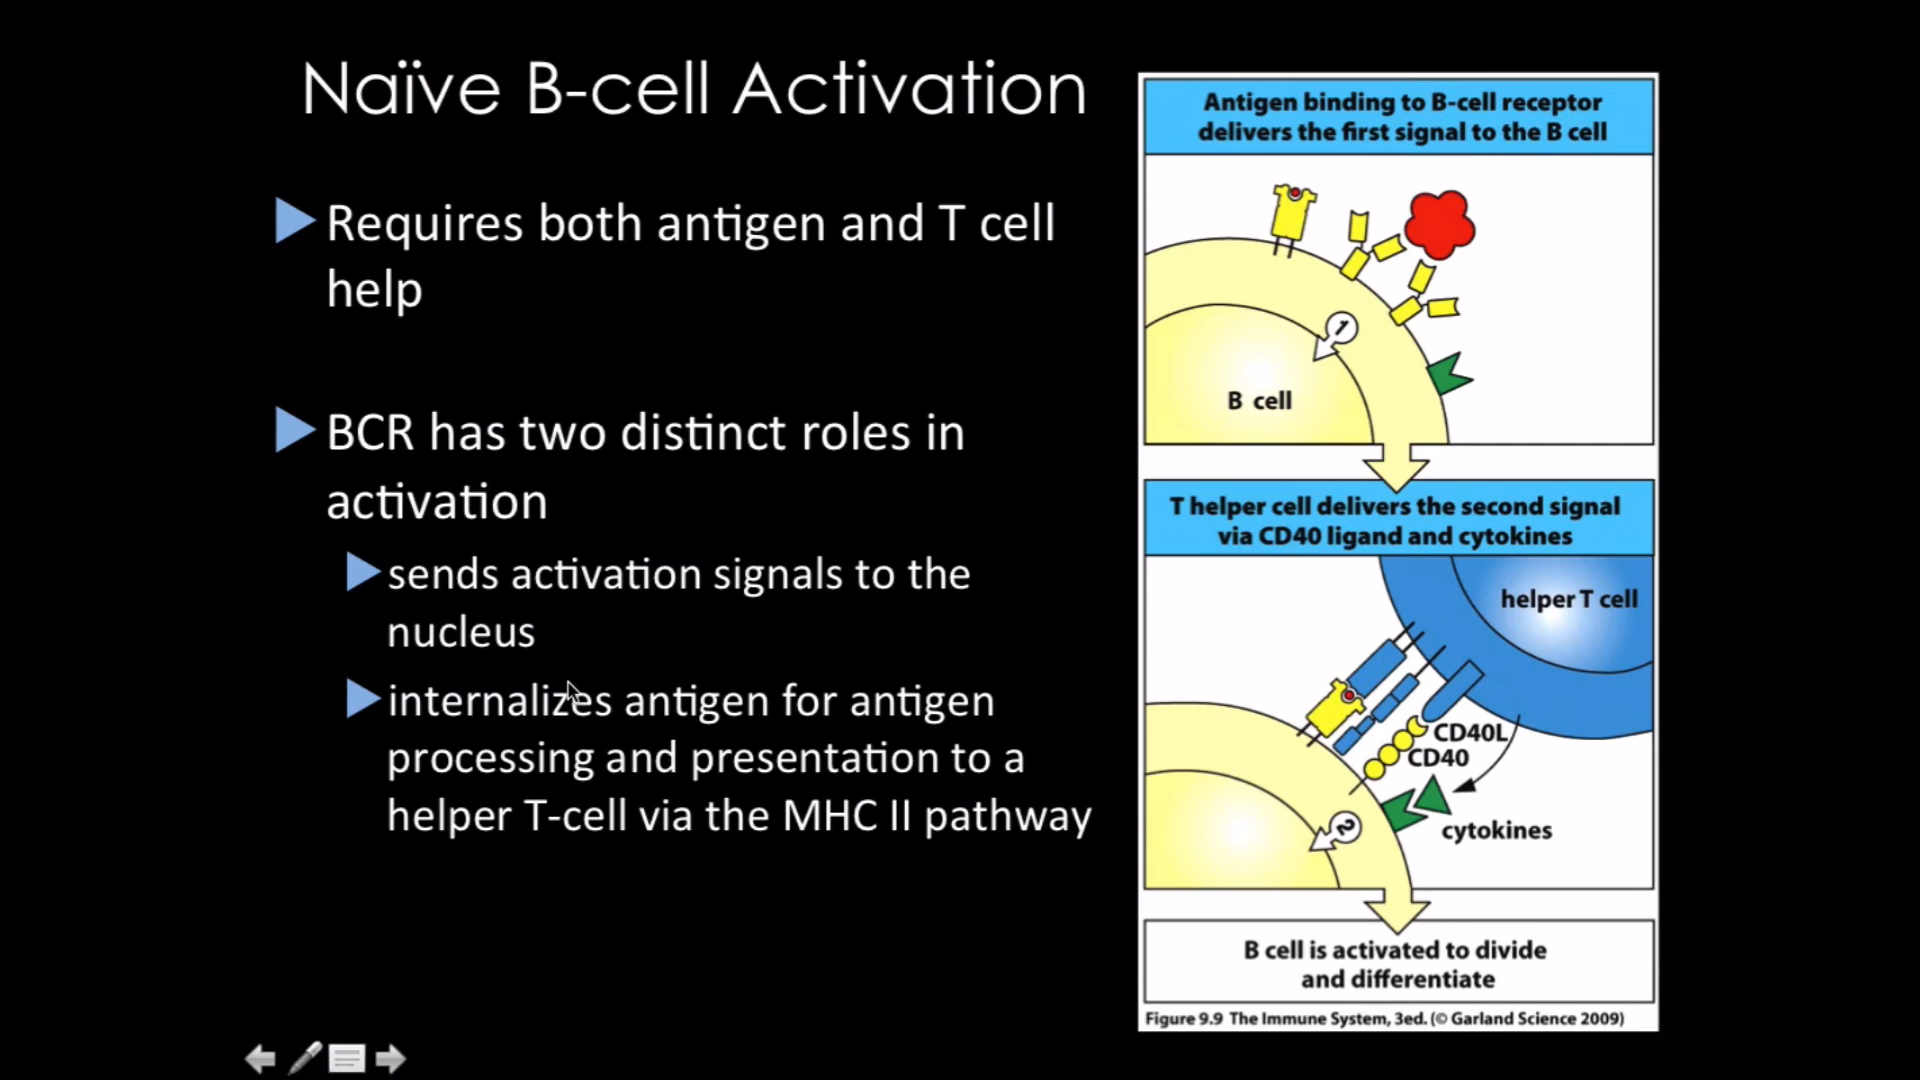 Naïve B-cell Activation
Requires both antigen and T cell
help
BCR has two distinct roles in
activation
sends activation signals to the
nucleus
internalizes antigen for antigen
processing and presentation to a
helper T-cell via the MHC II pathway
Antigen binding to B-cell receptor
delivers the first signal to the B cell
1
B cell
T helper cell delivers the second signal
via CD40 ligand and cytokines
helper T cell
CD40L
CD40
2
cytokines
B cell is activated to divide
and differentiate
Figure 9.9 The Immune System, 3ed. (© Garland Science 2009)